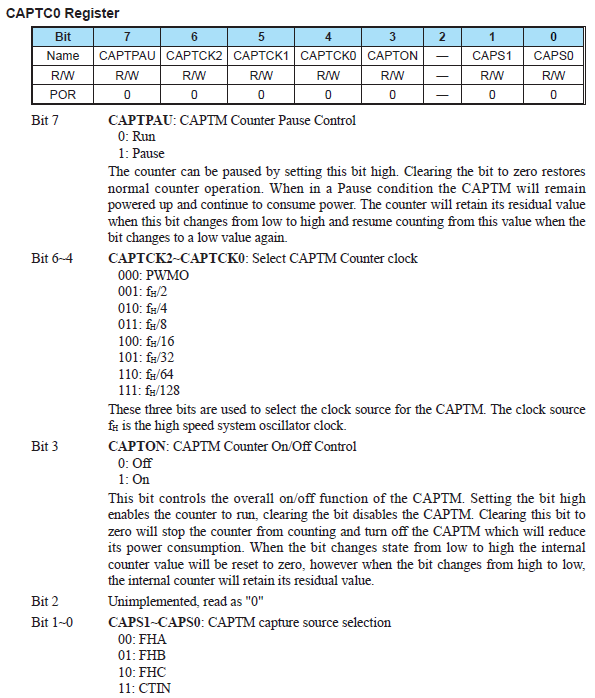 CAPTC0 Register
Bit 7 6 5 4 3 2 1 0
Name CAPTPAU CAPTCK2 CAPTCK1 CAPTCK0 CAPTON — CAPS1 CAPS0
R/W R/W R/W R/W R/W R/W — R/W R/W
POR 0 0 0 0 0 — 0 0
Bit 7 CAPTPAU: CAPTM Counter Pause Control
0: Run
1: Pause
The counter can be paused by setting this bit high. Clearing the bit to zero restores
normal counter operation. When in a Pause condition the CAPTM will remain
powered up and continue to consume power. The counter will retain its residual value
when this bit changes from low to high and resume counting from this value when the
bit changes to a low value again.
Bit 6~4 CAPTCK2~CAPTCK0: Select CAPTM Counter clock
000: PWMO
001: fH/2
010: fH/4
011: fH/8
100: fH/16
101: fH/32
110: fH/64
111: fH/128
These three bits are used to select the clock source for the CAPTM. The clock source
fH is the high speed system oscillator clock.
Bit 3 CAPTON: CAPTM Counter On/Off Control
0: Off
1: On
This bit controls the overall on/off function of the CAPTM. Setting the bit high
enables the counter to run, clearing the bit disables the CAPTM. Clearing this bit to
zero will stop the counter from counting and turn off the CAPTM which will reduce
its power consumption. When the bit changes state from low to high the internal
counter value will be reset to zero, however when the bit changes from high to low,
the internal counter will retain its residual value.
Bit 2 Unimplemented, read as "0"
Bit 1~0 CAPS1~CAPS0: CAPTM capture source selection
00: FHA
01: FHB
10: FHC
11: CTIN